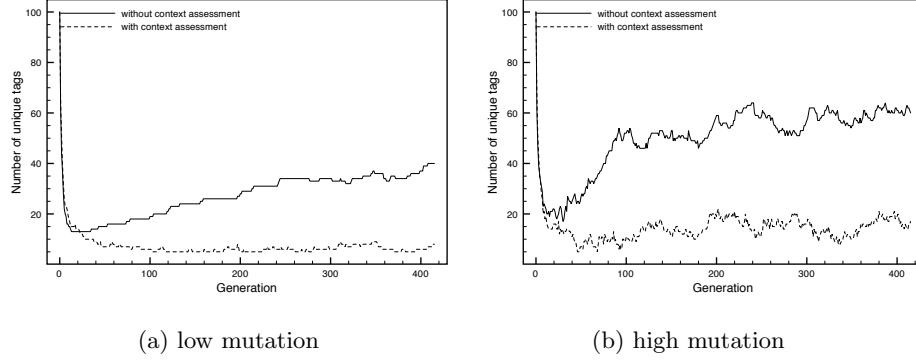 100
80
60
40
20
Number of unique tags
without context assessment
with context assessment
0 100 200 300 400
Generation
(a) low mutation
100
80
60
40
20
Number of unique tags
without context assessment
with context assessment
0 100 200 300 400
Generation
(b) high mutation